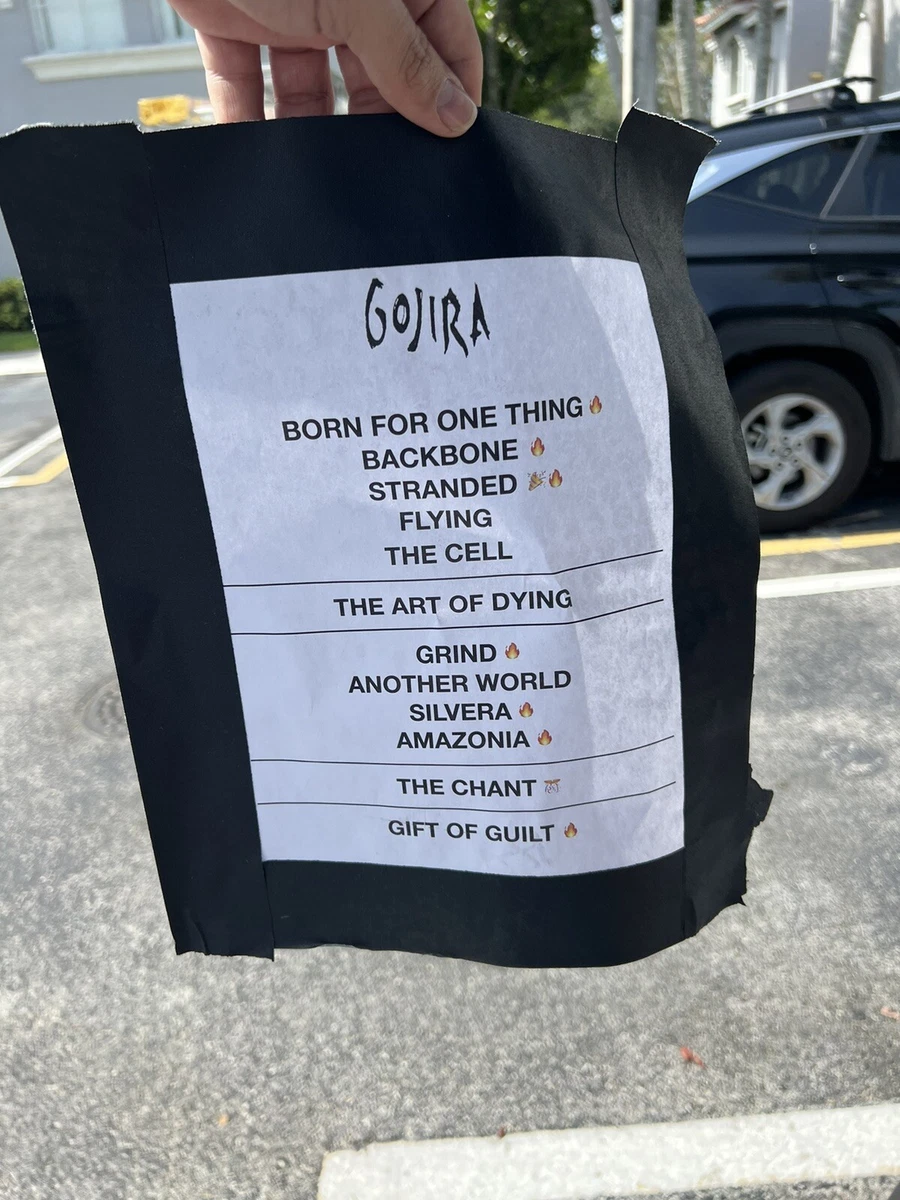 GOJIRA
BORN FOR ONE THING🔥
BACKBONE 🔥
STRANDED 🎉🔥
FLYING
THE CELL
THE ART OF DYING
GRIND 🔥
ANOTHER WORLD
SILVERA 🔥
AMAZONIA 🔥
THE CHANT
GIFT OF GUILT 🔥